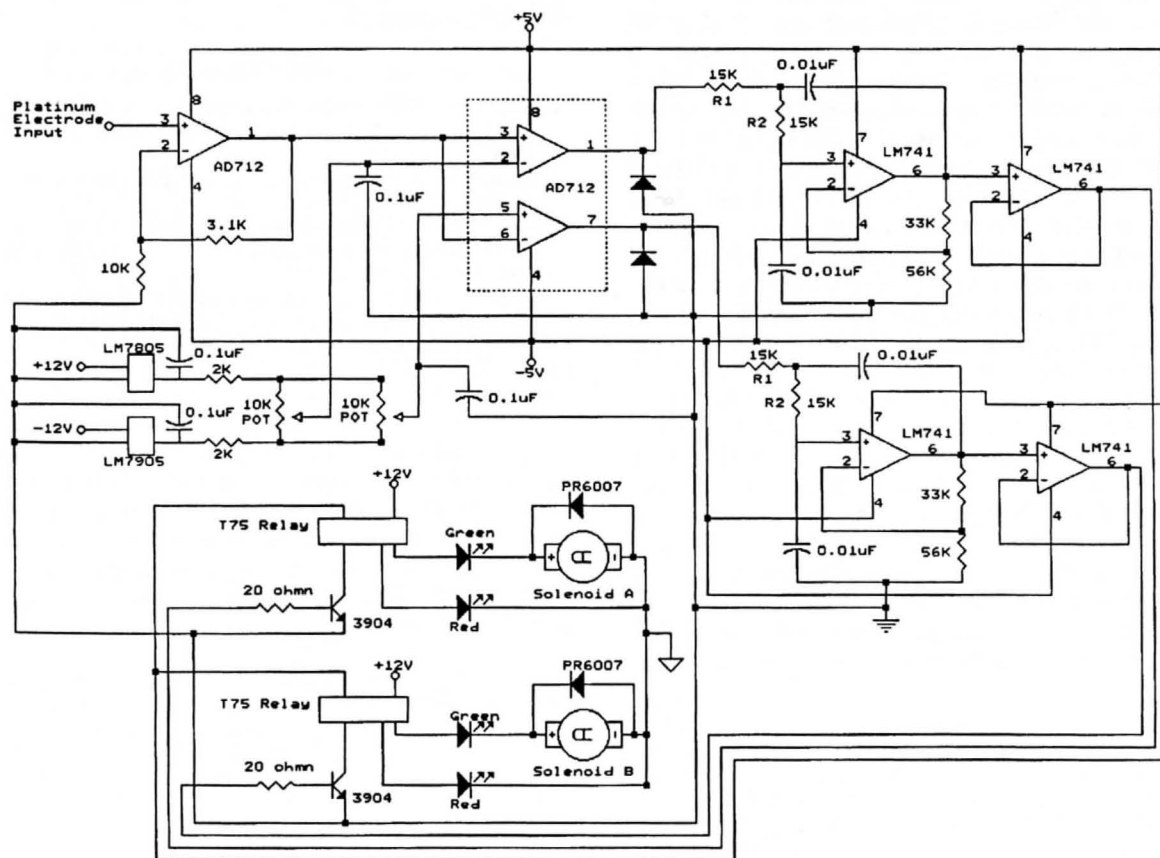 +5V
Platinum
Electrode
Input
3
2
8
1
4
AD712
3.1K
10K
3
2
8
1
AD712
5
6
7
4
-5V
0.1uF
15K
R1
0.01uF
R2
15K
3
2
7
LM741
6
4
33K
56K
0.01uF
3
2
7
LM741
6
4
LM7805
+12V
0.1uF
2K
-12V
LM7905
0.1uF
2K
10K
POT
10K
POT
0.1uF
15K
R1
0.01uF
R2
15K
3
2
7
LM741
6
4
33K
56K
0.01uF
3
2
7
LM741
6
4
+12V
T75 Relay
Green
PR6007
+
-
Solenoid A
20 ohmn
3904
Red
+12V
T75 Relay
Green
PR6007
+
-
Solenoid B
20 ohmn
3904
Red